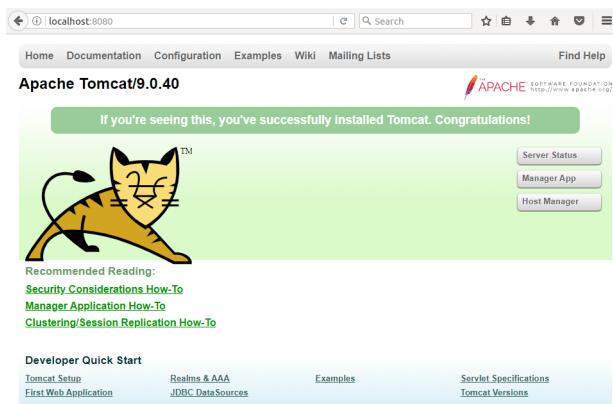 localhost:8080
Search
Home Documentation Configuration Examples Wiki Mailing Lists Find Help
Apache Tomcat/9.0.40
THE
APACHE SOFTWARE FOUNDATION
http://www.apache.org/
If you're seeing this, you've successfully installed Tomcat. Congratulations!
TM
Server Status
Manager App
Host Manager
Recommended Reading:
Security Considerations How-To
Manager Application How-To
Clustering/Session Replication How-To
Developer Quick Start
Tomcat Setup Realms & AAA Examples Servlet Specifications
First Web Application JDBC DataSources Tomcat Versions